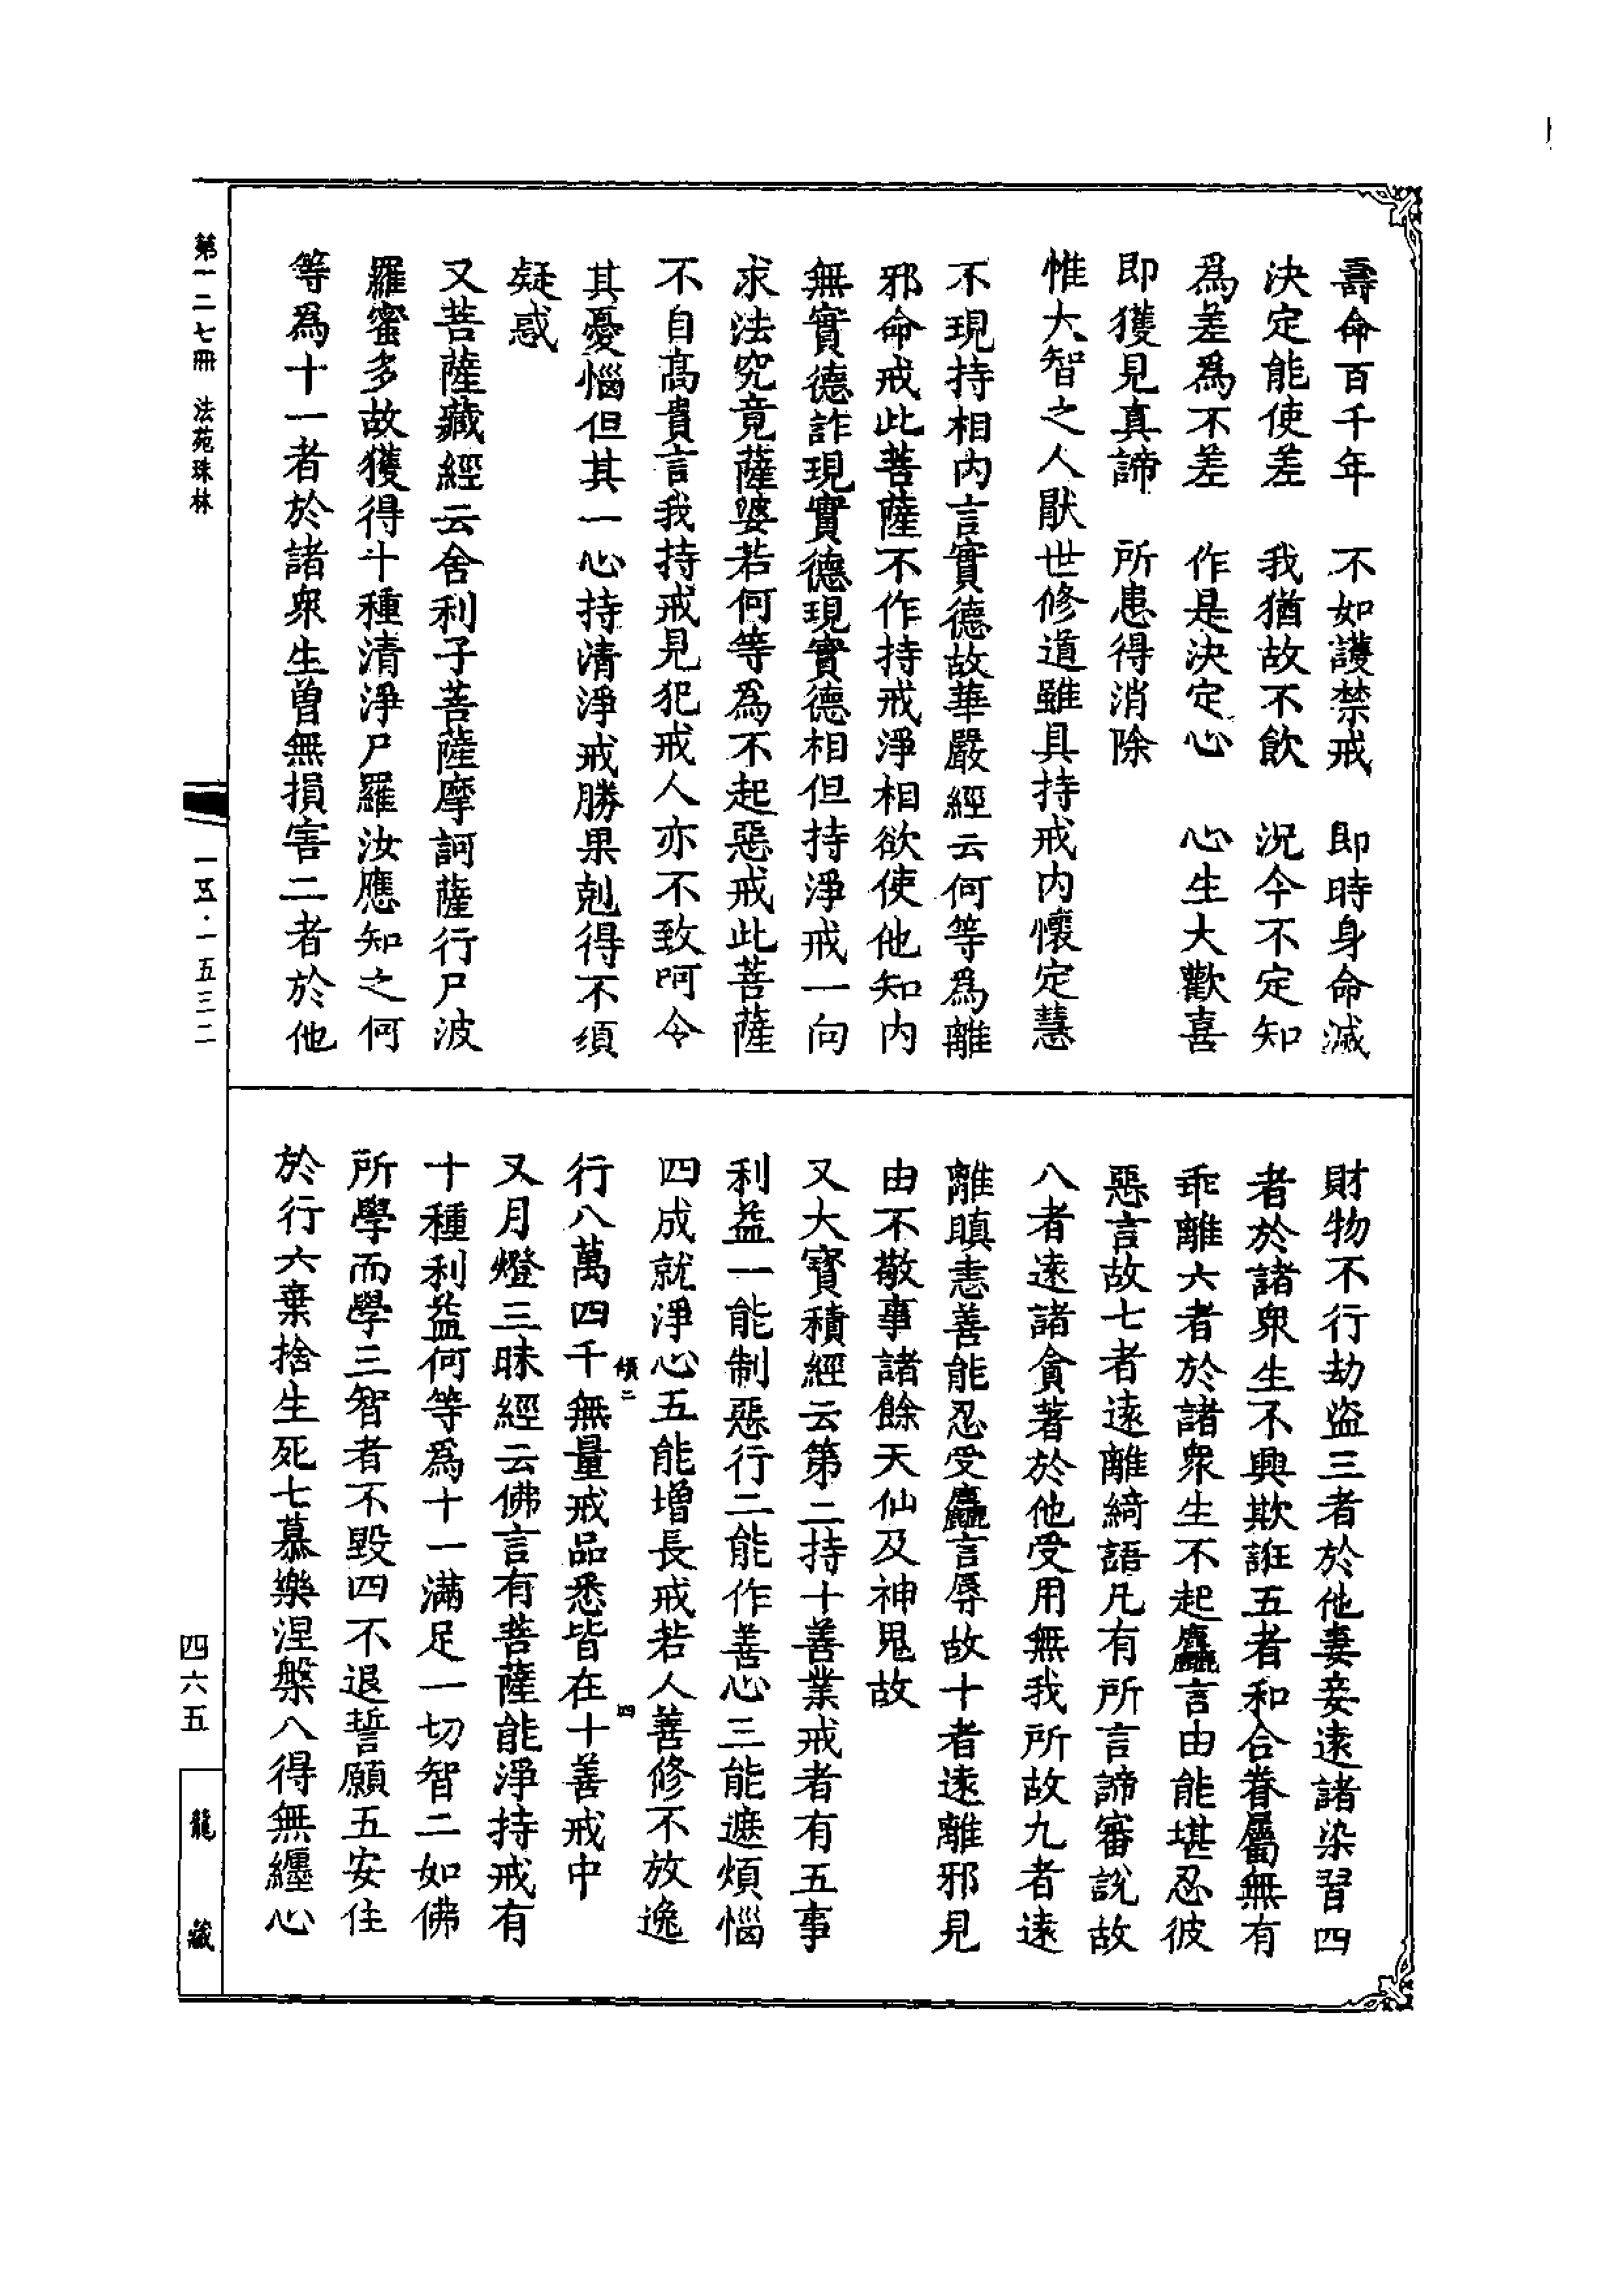 壽命百千年　不如護禁戒　即時身命滅
決定能使差　我猶故不飲　況今不定知
為差為不差　作是決定心　心生大歡喜
即獲見真諦　所患得消除
惟大智之人厭世修道雖具持戒內懷定慧
不現持相內言實德故華嚴經云何等為離
邪命戒此菩薩不作持戒淨相欲使他知內
無實德詐現實德現實德相但持淨戒一向
求法究竟薩婆若何等為不起惡戒此菩薩
不自高貴言我持戒見犯戒人亦不致呵令
其憂惱但其一心持清淨戒勝果剋得不須
疑惑
又菩薩藏經云舍利子菩薩摩訶薩行尸波
羅蜜多故獲得十種清淨尸羅汝應知之何
等爲十一者於諸衆生曾無損害二者於他
財物不行劫盜三者於他妻妾遠諸染習四
者於諸衆生不興欺誑五者和合眷屬無有
乖離六者於諸衆生不起麤言由能堪忍彼
惡言故七者遠離綺語凡有所言諦審說故
八者遠諸貪著於他受用無我所故九者遠
離瞋恚善能忍受麤言辱故十者遠離邪見
由不敬事諸餘天仙及神鬼故
又大寶積經云第二持十善業戒者有五事
利益一能制惡行二能作善心三能遮煩惱
四成就淨心五能增長戒若人善修不放逸
行八萬四千無量戒品悉皆在十善戒中
傾二
四
又月燈三昧經云佛言有菩薩能淨持戒有
十種利益何等爲十一滿足一切智二如佛
所學而學三智者不毀四不退誓願五安住
於行六棄捨生死七慕樂涅槃八得無纏心
第一二七冊　法苑珠林
一五·一五三二
四六五
龍藏